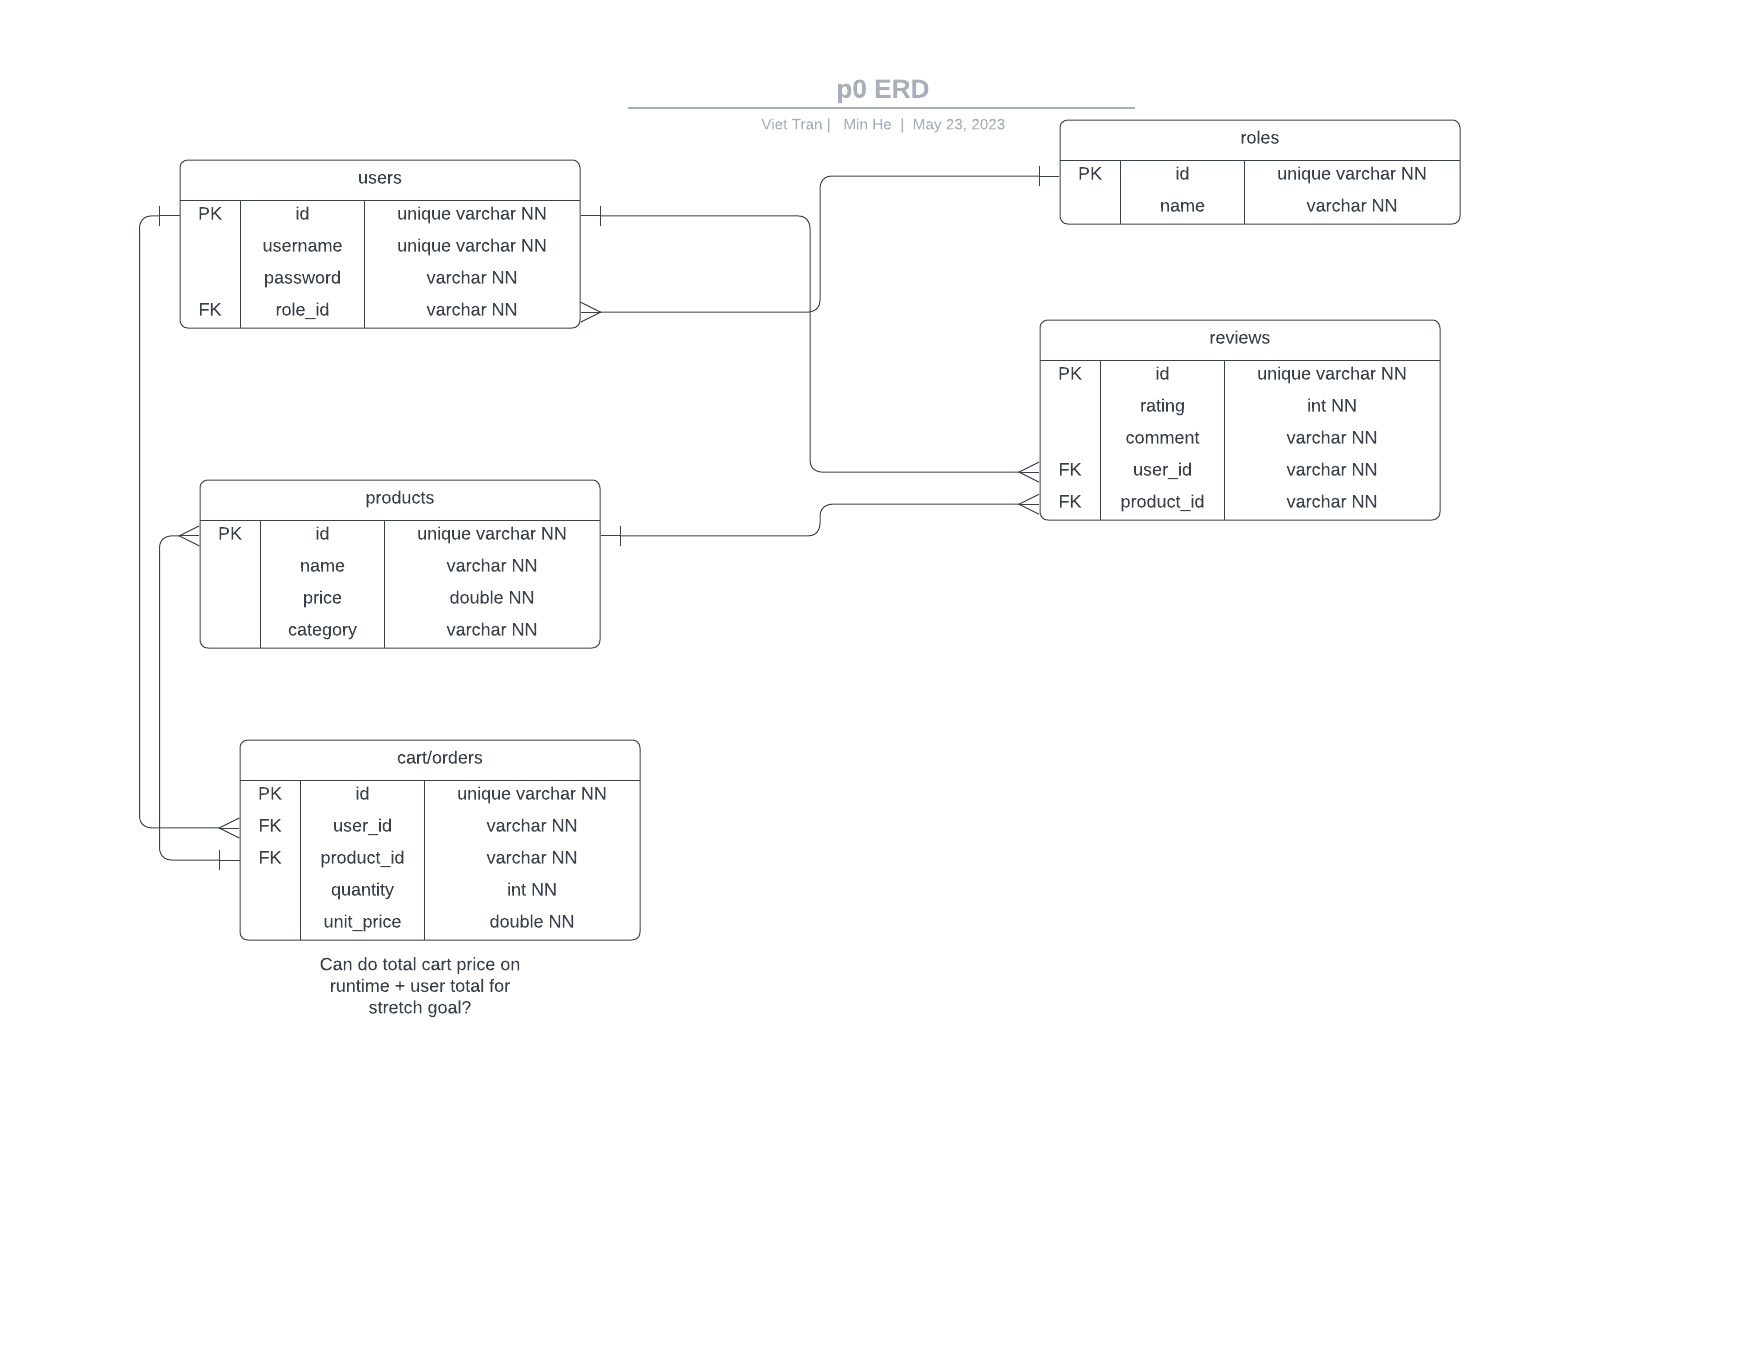 p0 ERD
Viet Tran | Min He | May 23, 2023
roles
PK id unique varchar NN
name varchar NN
users
PK id unique varchar NN
username unique varchar NN
password varchar NN
FK role_id varchar NN
reviews
PK id unique varchar NN
rating int NN
comment varchar NN
FK user_id varchar NN
FK product_id varchar NN
products
PK id unique varchar NN
name varchar NN
price double NN
category varchar NN
cart/orders
PK id unique varchar NN
FK user_id varchar NN
FK product_id varchar NN
quantity int NN
unit_price double NN
Can do total cart price on
runtime + user total for
stretch goal?